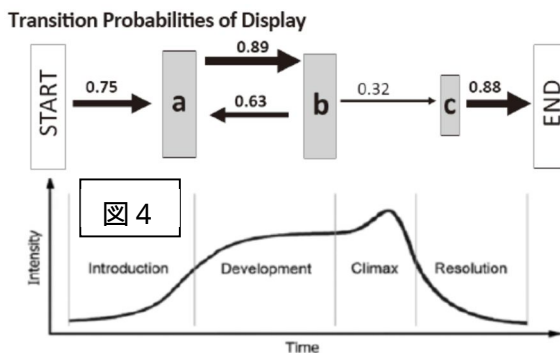 Transition Probabilities of Display
START
0.75
a
0.89
0.63
b
0.32
c
0.88
END
図４
Intensity
Introduction
Development
Climax
Resolution
Time